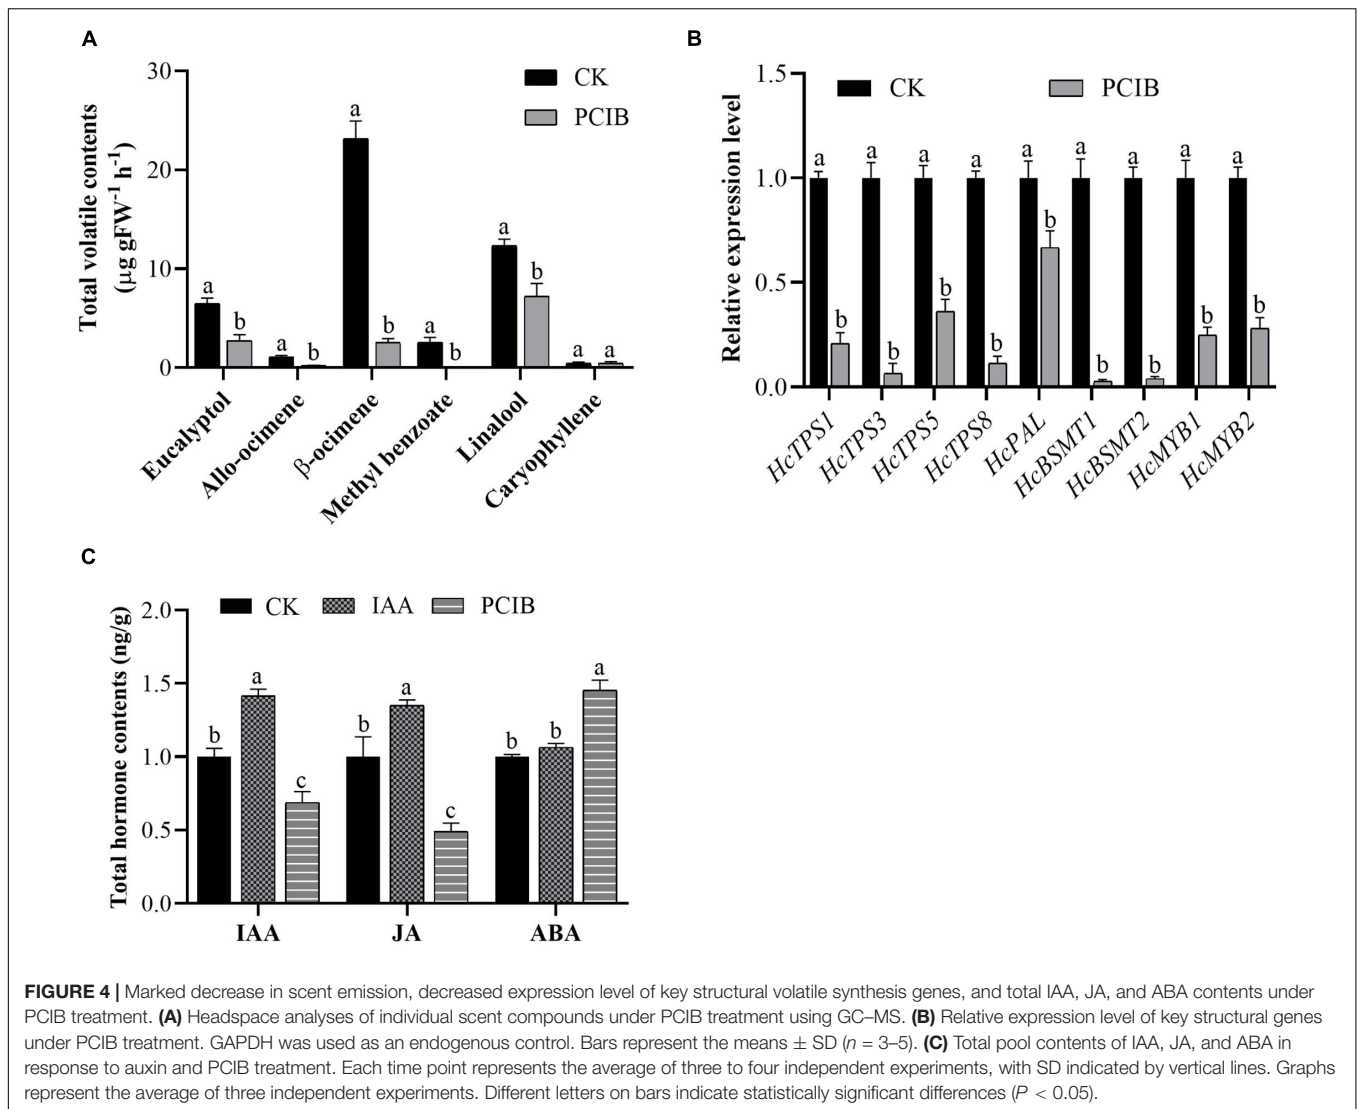 A
Total volatile contents
(μg gFW⁻¹ h⁻¹)
30
20
10
0
CK
PCIB
a
b
a
b
a
b
a
b
a
b
a
a
Eucalyptol
Allo-ocimene
β-ocimene
Methyl benzoate
Linalool
Caryophyllene
B
Relative expression level
1.5
1.0
0.5
0.0
CK
PCIB
a
b
a
b
a
b
a
b
a
b
a
b
a
b
a
b
a
b
HcTPS1
HcTPS3
HcTPS5
HcTPS8
HcPAL
HcBSMT1
HcBSMT2
HcMYB1
HcMYB2
C
Total hormone contents (ng/g)
2.0
1.5
1.0
0.5
0.0
CK
IAA
PCIB
b
a
c
b
a
c
b
b
a
IAA
JA
ABA
FIGURE 4 | Marked decrease in scent emission, decreased expression level of key structural volatile synthesis genes, and total IAA, JA, and ABA contents under
PCIB treatment. (A) Headspace analyses of individual scent compounds under PCIB treatment using GC–MS. (B) Relative expression level of key structural genes
under PCIB treatment. GAPDH was used as an endogenous control. Bars represent the means ± SD (n = 3–5). (C) Total pool contents of IAA, JA, and ABA in
response to auxin and PCIB treatment. Each time point represents the average of three to four independent experiments, with SD indicated by vertical lines. Graphs
represent the average of three independent experiments. Different letters on bars indicate statistically significant differences (P < 0.05).